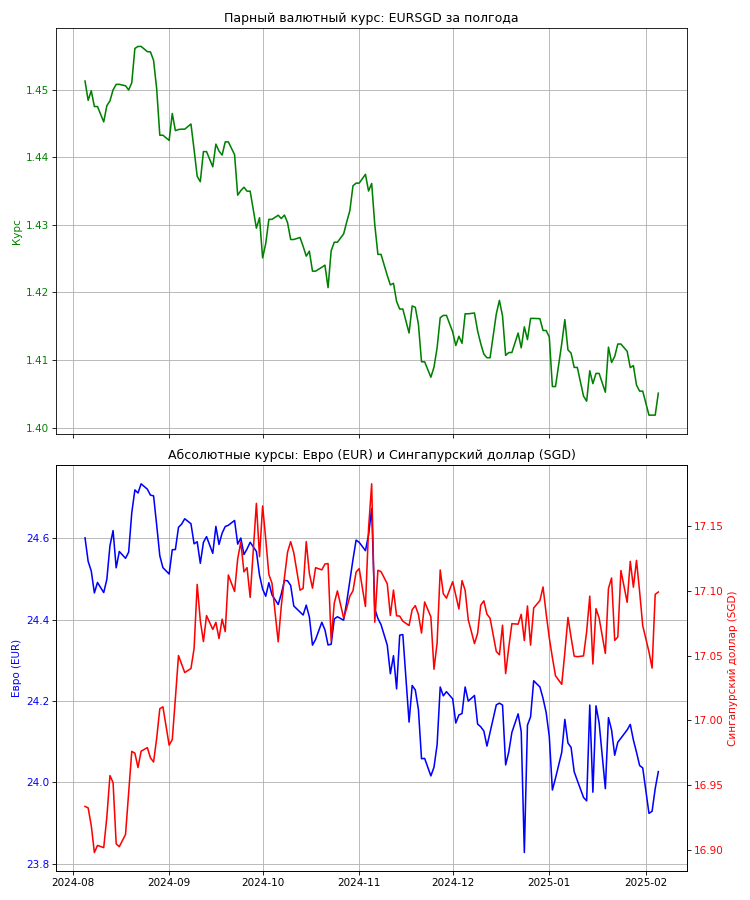 Парный валютный курс: EURSGD за полгода
1.45
1.44
1.43
1.42
1.41
1.40
Курс
Абсолютные курсы: Евро (EUR) и Сингапурский доллар (SGD)
24.6
24.4
24.2
24.0
23.8
Евро (EUR)
17.15
17.10
17.05
17.00
16.95
16.90
Сингапурский доллар (SGD)
2024-08 2024-09 2024-10 2024-11 2024-12 2025-01 2025-02